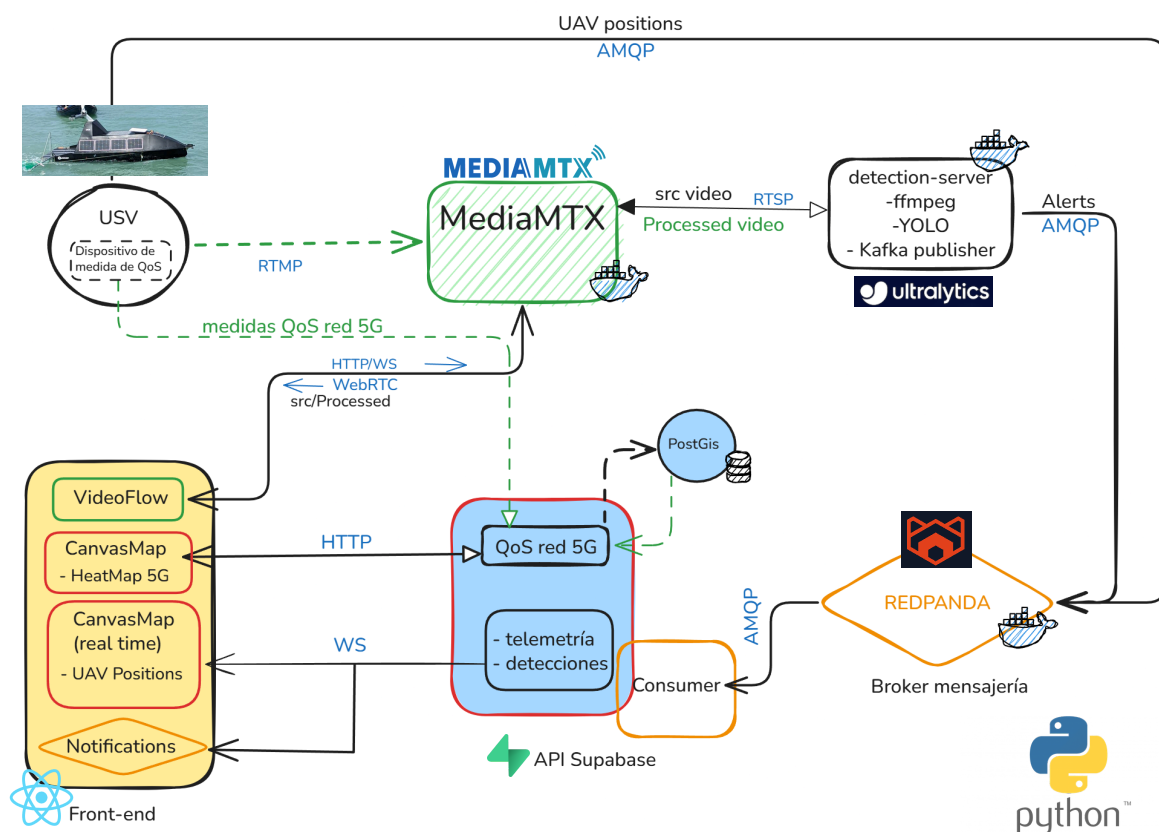 UAV positions
AMQP
USV
Dispositivo de
medida de QoS
RTMP
MEDIAMTX
MediaMTX
src video
RTSP
Processed video
detection-server
-ffmpeg
-YOLO
- Kafka publisher
ultralytics
Alerts
AMQP
medidas QoS red 5G
HTTP/WS
WebRTC
src/Processed
PostGis
VideoFlow
CanvasMap
- HeatMap 5G
CanvasMap
(real time)
- UAV Positions
Notifications
Front-end
HTTP
WS
QoS red 5G
- telemetría
- detecciones
Consumer
API Supabase
AMQP
REDPANDA
Broker mensajería
python™